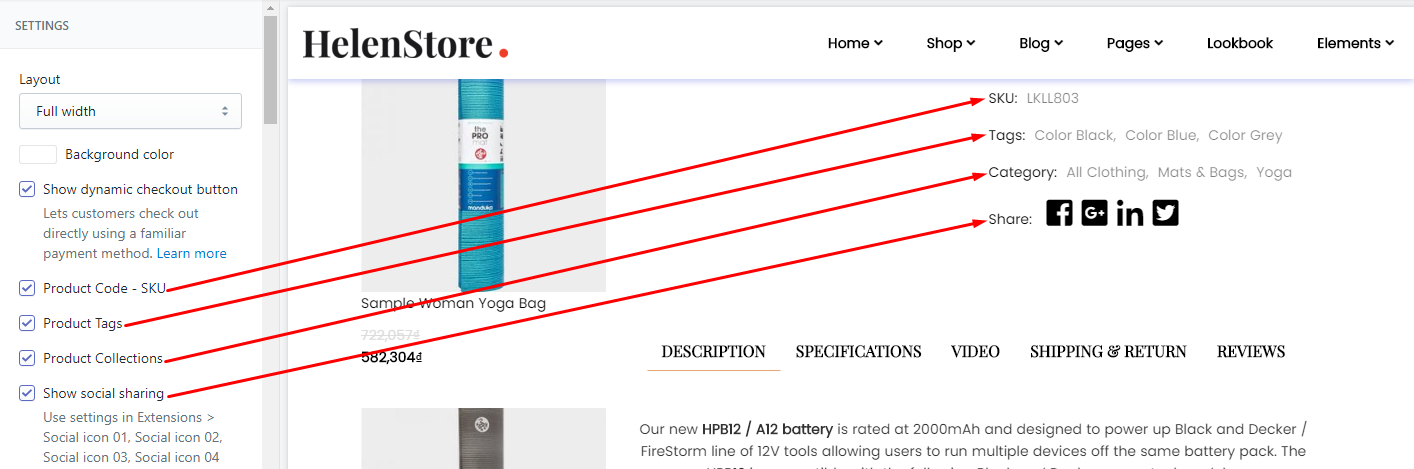 SETTINGS
Layout
Full width
Background color
Show dynamic checkout button
Lets customers check out
directly using a familiar
payment method. Learn more
Product Code - SKU
Product Tags
Product Collections
Show social sharing
Use settings in Extensions >
Social icon 01, Social icon 02,
Social icon 03, Social icon 04
HelenStore.
Home Shop Blog Pages Lookbook Elements
the
PRO
mat
manduka
Sample Woman Yoga Bag
722,057₫
582,304₫
SKU: LKLL803
Tags: Color Black, Color Blue, Color Grey
Category: All Clothing, Mats & Bags, Yoga
Share:
DESCRIPTION SPECIFICATIONS VIDEO SHIPPING & RETURN REVIEWS
Our new HPB12 / A12 battery is rated at 2000mAh and designed to power up Black and Decker /
FireStorm line of 12V tools allowing users to run multiple devices off the same battery pack. The